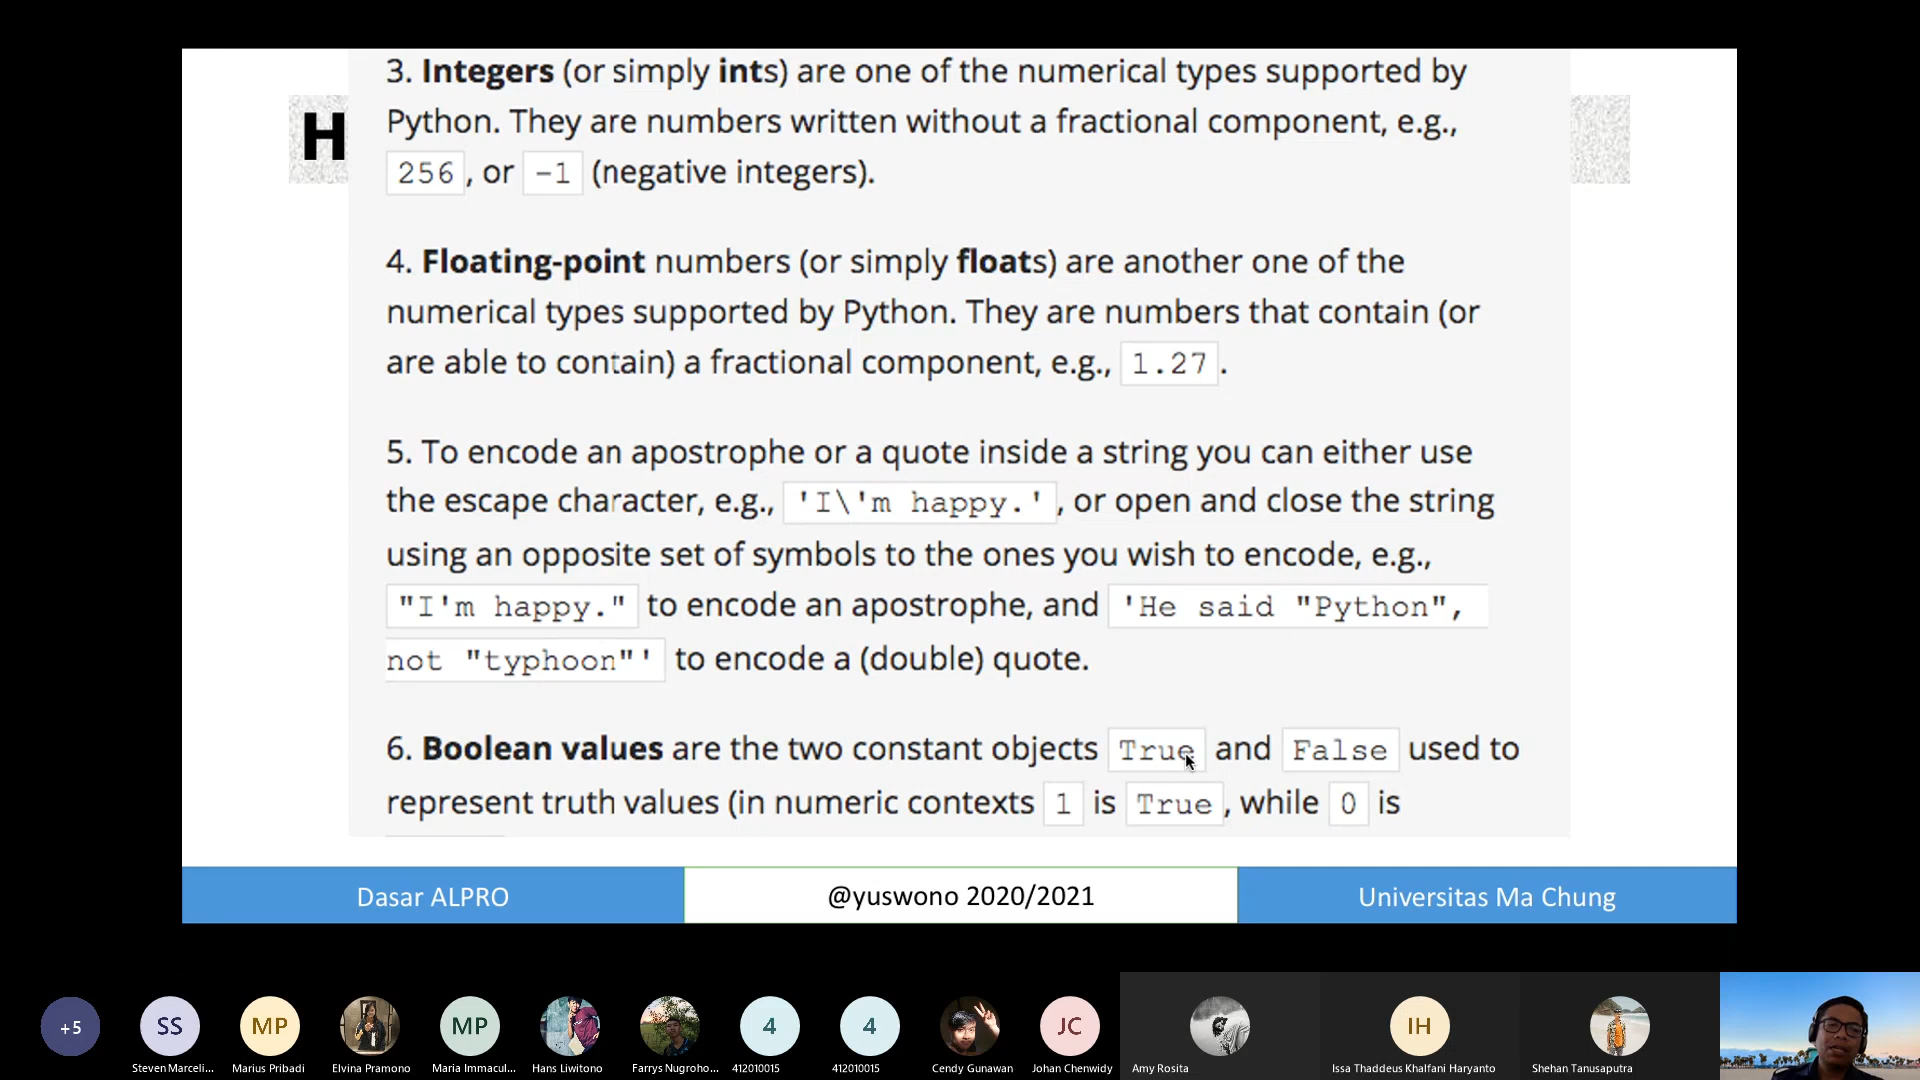 H
3. Integers (or simply ints) are one of the numerical types supported by
Python. They are numbers written without a fractional component, e.g.,
256 , or -1 (negative integers).
4. Floating-point numbers (or simply floats) are another one of the
numerical types supported by Python. They are numbers that contain (or
are able to contain) a fractional component, e.g., 1.27 .
5. To encode an apostrophe or a quote inside a string you can either use
the escape character, e.g., 'I\'m happy.' , or open and close the string
using an opposite set of symbols to the ones you wish to encode, e.g.,
"I'm happy." to encode an apostrophe, and 'He said "Python",
not "typhoon"' to encode a (double) quote.
6. Boolean values are the two constant objects True and False used to
represent truth values (in numeric contexts 1 is True , while 0 is
Dasar ALPRO @yuswono 2020/2021 Universitas Ma Chung
+5 SS MP MP 4 4 JC IH
Steven Marceli... Marius Pribadi Elvina Pramono Maria Immacul... Hans Liwitono Farrys Nugroho... 412010015 412010015 Cendy Gunawan Johan Chenwidy Amy Rosita Issa Thaddeus Khalfani Haryanto Shehan Tanusaputra